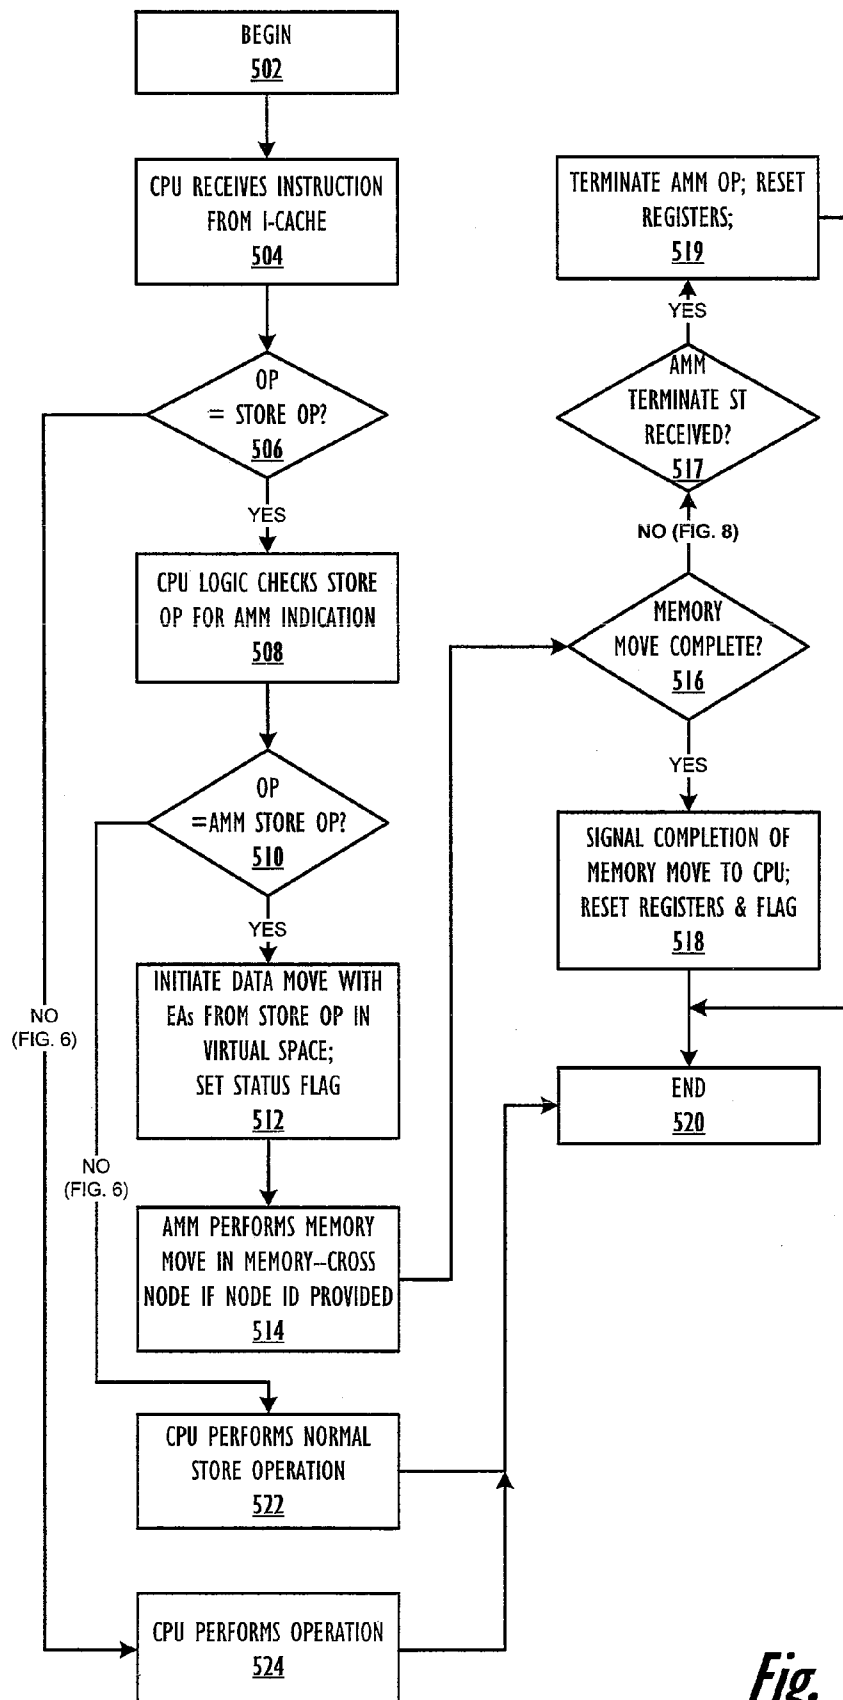 BEGIN
502
CPU RECEIVES INSTRUCTION
FROM I-CACHE
504
OP
= STORE OP?
506
YES
CPU LOGIC CHECKS STORE
OP FOR AMM INDICATION
508
OP
=AMM STORE OP?
510
YES
INITIATE DATA MOVE WITH
EAs FROM STORE OP IN
VIRTUAL SPACE;
SET STATUS FLAG
512
NO
(FIG. 6)
NO
(FIG. 6)
AMM PERFORMS MEMORY
MOVE IN MEMORY–CROSS
NODE IF NODE ID PROVIDED
514
CPU PERFORMS NORMAL
STORE OPERATION
522
CPU PERFORMS OPERATION
524
TERMINATE AMM OP; RESET
REGISTERS;
519
YES
AMM
TERMINATE ST
RECEIVED?
517
NO (FIG. 8)
MEMORY
MOVE COMPLETE?
516
YES
SIGNAL COMPLETION OF
MEMORY MOVE TO CPU;
RESET REGISTERS & FLAG
518
END
520
Fig.